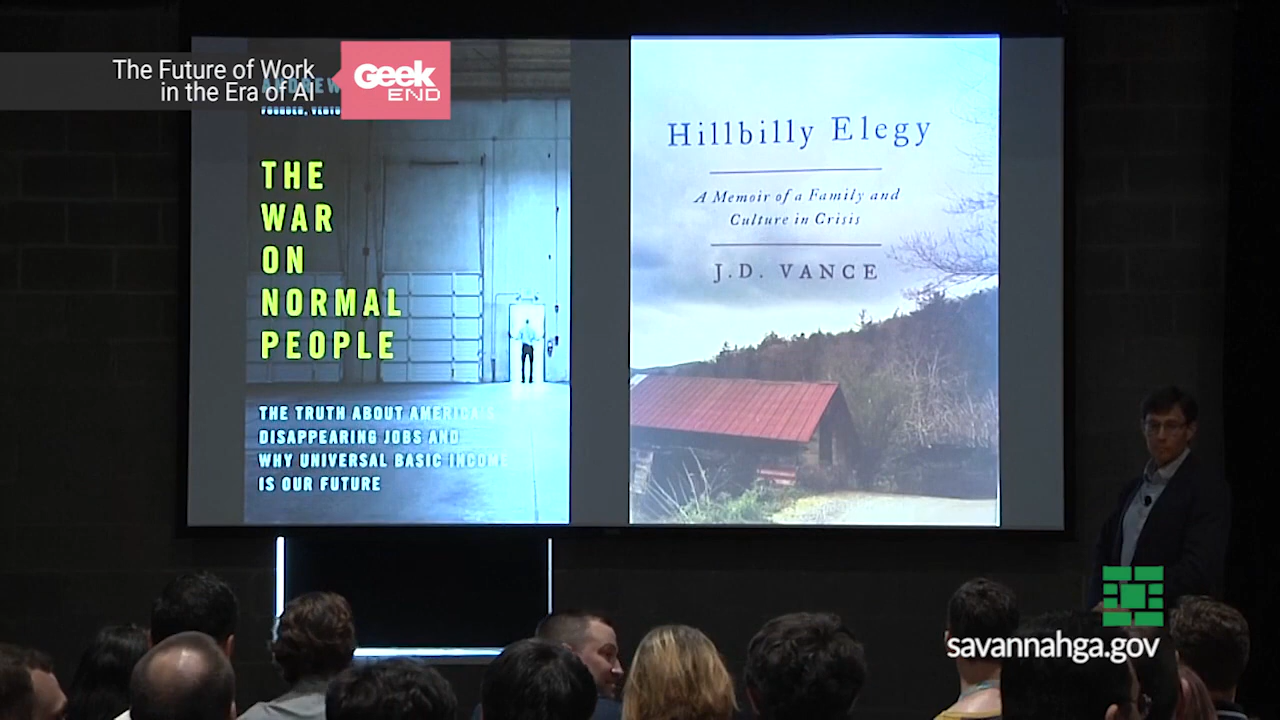 The Future of Work
in the Era of AI
Geek
END
ANDREW
THE
WAR
ON
NORMAL
PEOPLE
THE TRUTH ABOUT AMERICA'S
DISAPPEARING JOBS AND
WHY UNIVERSAL BASIC INCOME
IS OUR FUTURE
Hillbilly Elegy
A Memoir of a Family and
Culture in Crisis
J.D. VANCE
savannahga.gov